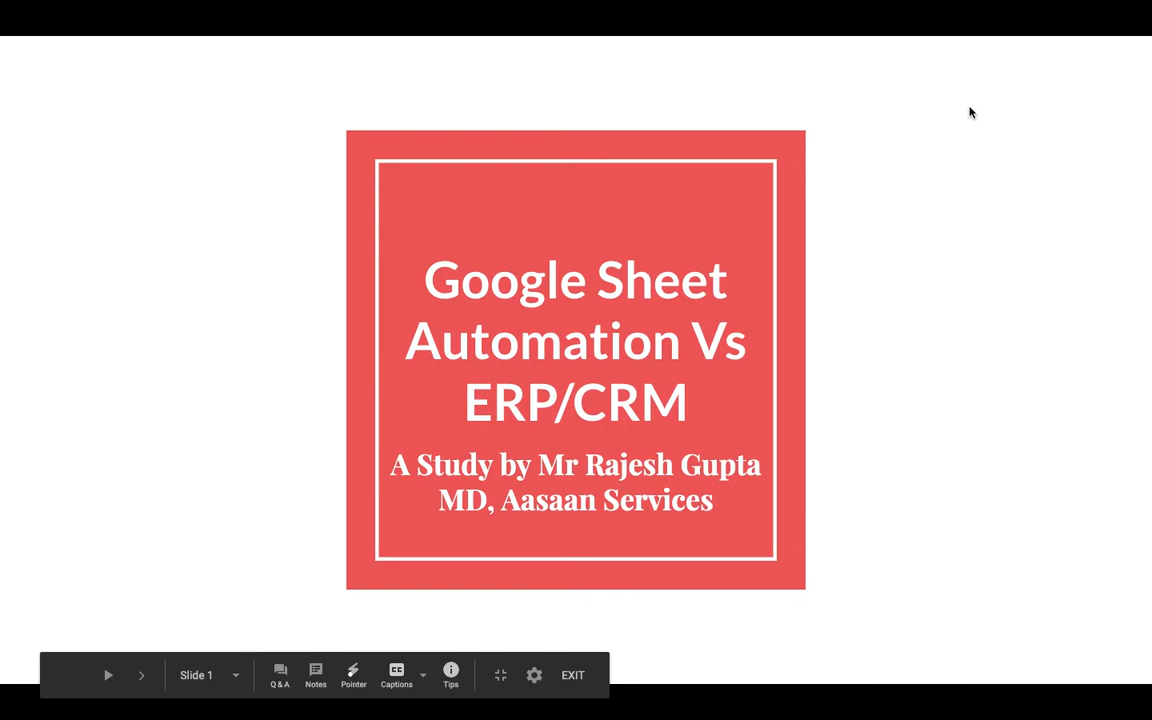 Google Sheet
Automation Vs
ERP/CRM
A Study by Mr Rajesh Gupta
MD, Aasaan Services
Slide 1
Q & A
Notes
Pointer
Captions
Tips
EXIT